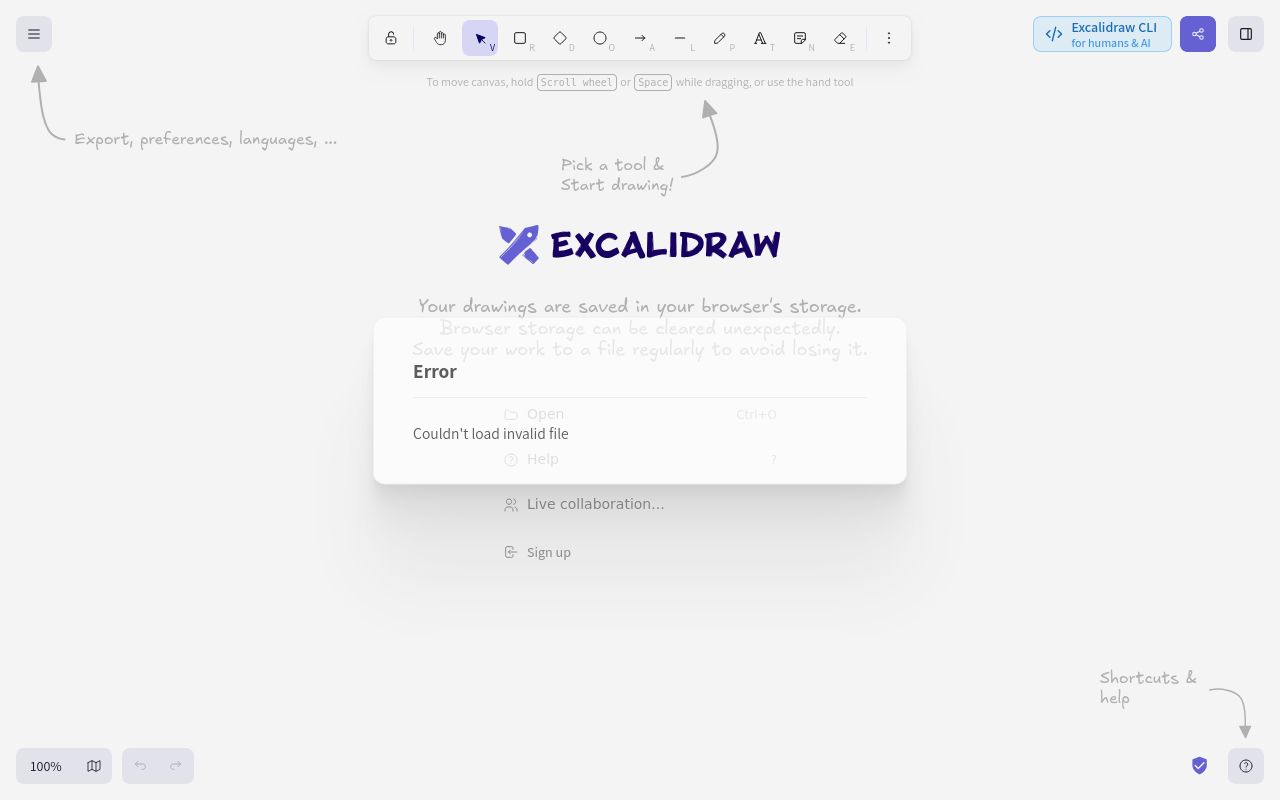 V
R
D
O
A
L
P
T
N
E
Excalidraw CLI
for humans & AI
To move canvas, hold Scroll wheel or Space while dragging, or use the hand tool
Export, preferences, languages, ...
Pick a tool &
Start drawing!
EXCALIDRAW
Your drawings are saved in your browser's storage.
Browser storage can be cleared unexpectedly.
Save your work to a file regularly to avoid losing it.
Error
Open Ctrl+O
Couldn't load invalid file
Help ?
Live collaboration...
Sign up
Shortcuts &
help
100%